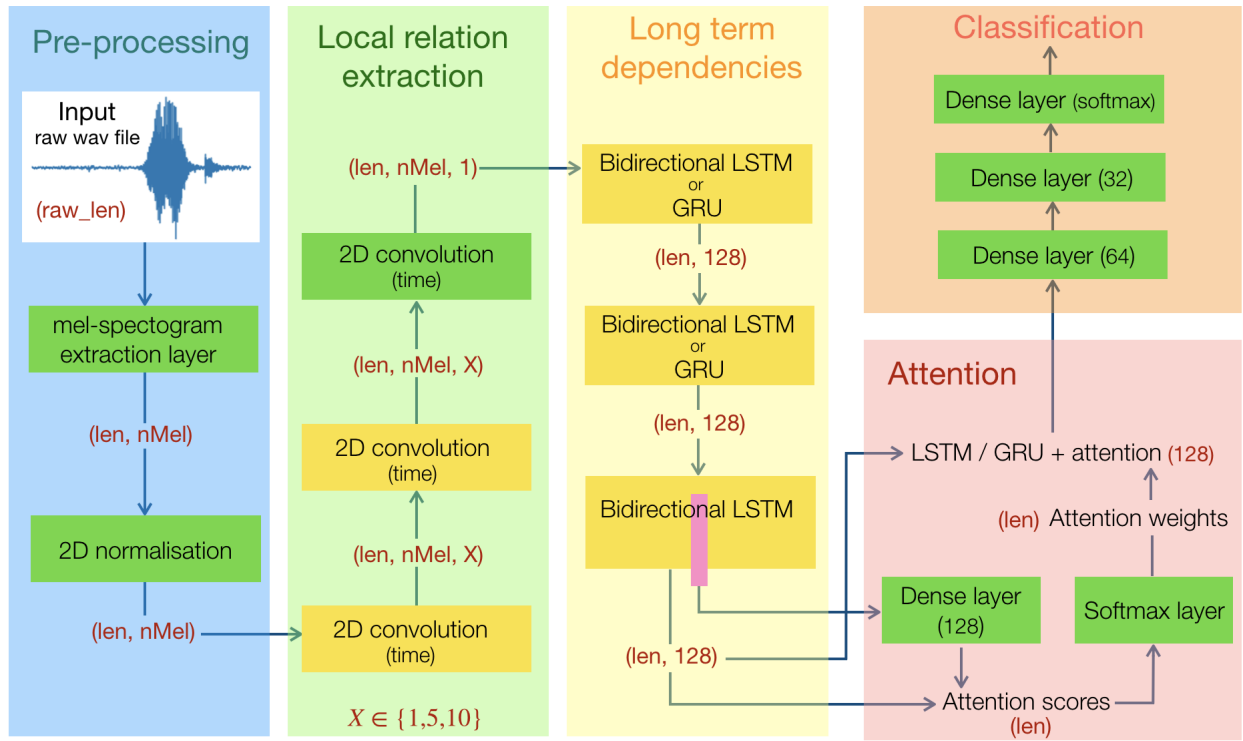 Pre-processing
Input
raw wav file
(raw_len)
mel-spectogram
extraction layer
(len, nMel)
2D normalisation
(len, nMel)
Local relation
extraction
(len, nMel, 1)
2D convolution
(time)
(len, nMel, X)
2D convolution
(time)
(len, nMel, X)
2D convolution
(time)
X ∈ {1,5,10}
Long term
dependencies
Bidirectional LSTM
or
GRU
(len, 128)
Bidirectional LSTM
or
GRU
(len, 128)
Bidirectional LSTM
(len, 128)
Classification
Dense layer (softmax)
Dense layer (32)
Dense layer (64)
Attention
LSTM / GRU + attention (128)
(len) Attention weights
Dense layer
(128)
Softmax layer
Attention scores
(len)